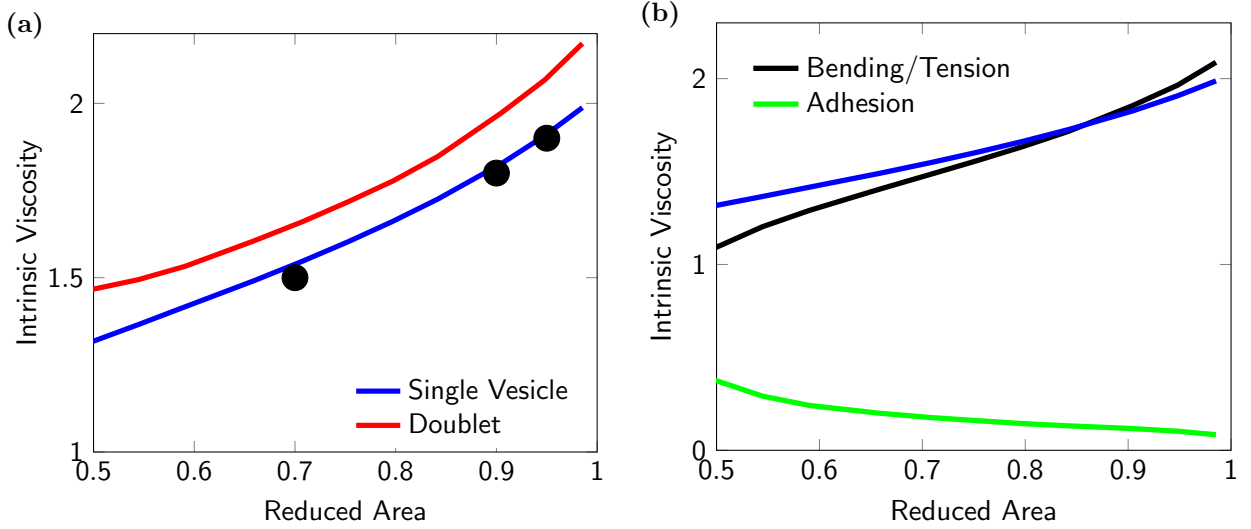 (a)
Intrinsic Viscosity
2
1.5
1
0.5 0.6 0.7 0.8 0.9 1
Reduced Area
Single Vesicle
Doublet
(b)
Intrinsic Viscosity
2
1
0
0.5 0.6 0.7 0.8 0.9 1
Reduced Area
Bending/Tension
Adhesion